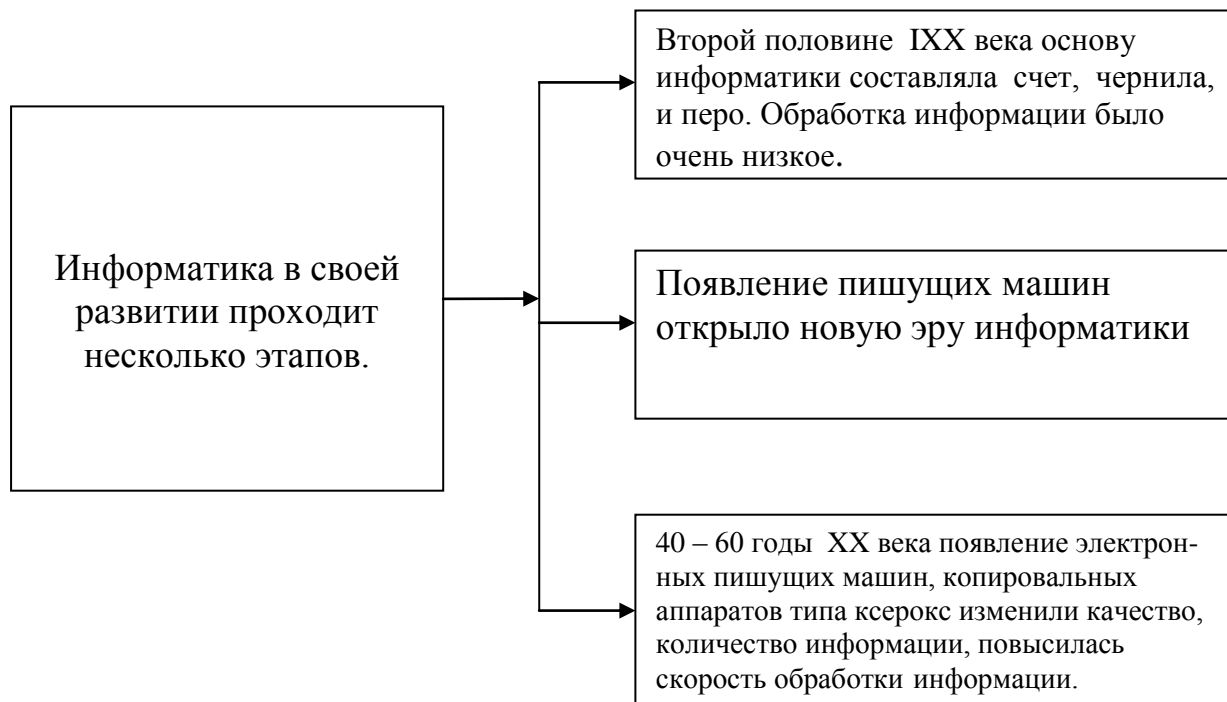 Второй половине IXX века основу
информатики составляла счет, чернила,
и перо. Обработка информации было
очень низкое.
Информатика в своей
развитии проходит
несколько этапов.
Появление пишущих машин
открыло новую эру информатики
40 – 60 годы XX века появление электрон-
ных пишущих машин, копировальных
аппаратов типа ксерокс изменили качество,
количество информации, повысилась
скорость обработки информации.